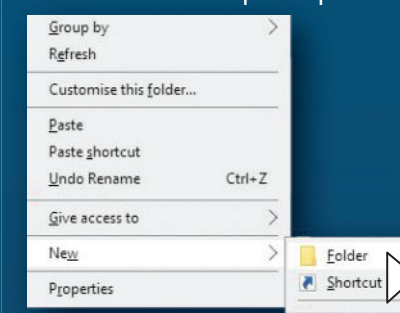 Group by
Refresh
Customise this folder...
Paste
Paste shortcut
Undo Rename Ctrl+Z
Give access to
New
Folder
Shortcut
Properties